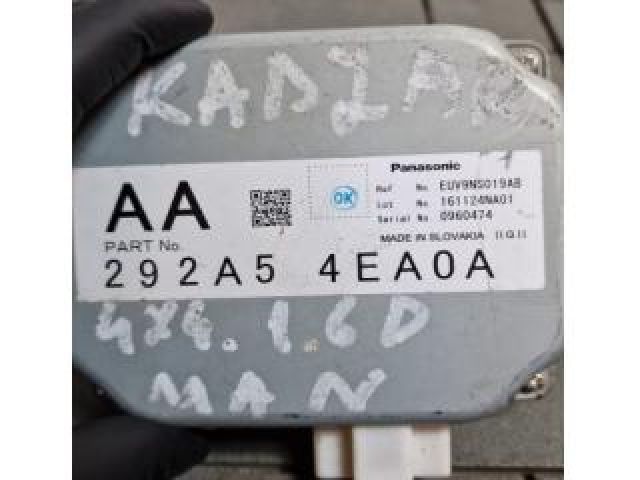 KADJAR
Panasonic
AA
OK
Ref No. EUV9NS019AB
Lot No. 161124NA01
Serial No. 0960474
PART No.
MADE IN SLOVAKIA
292A5 4EA0A
4x4. 1.6D
MAN